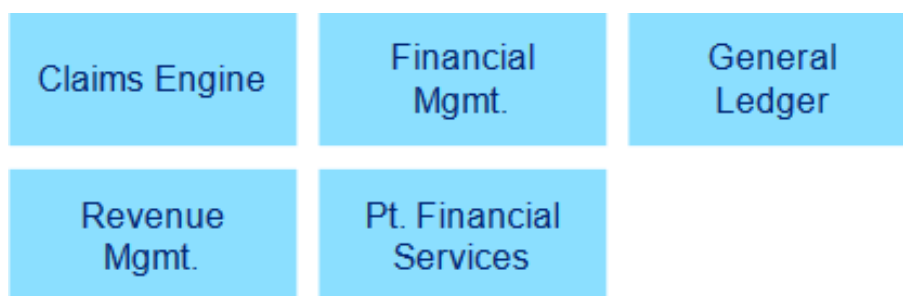 Claims Engine
Financial
Mgmt.
General
Ledger
Revenue
Mgmt.
Pt. Financial
Services